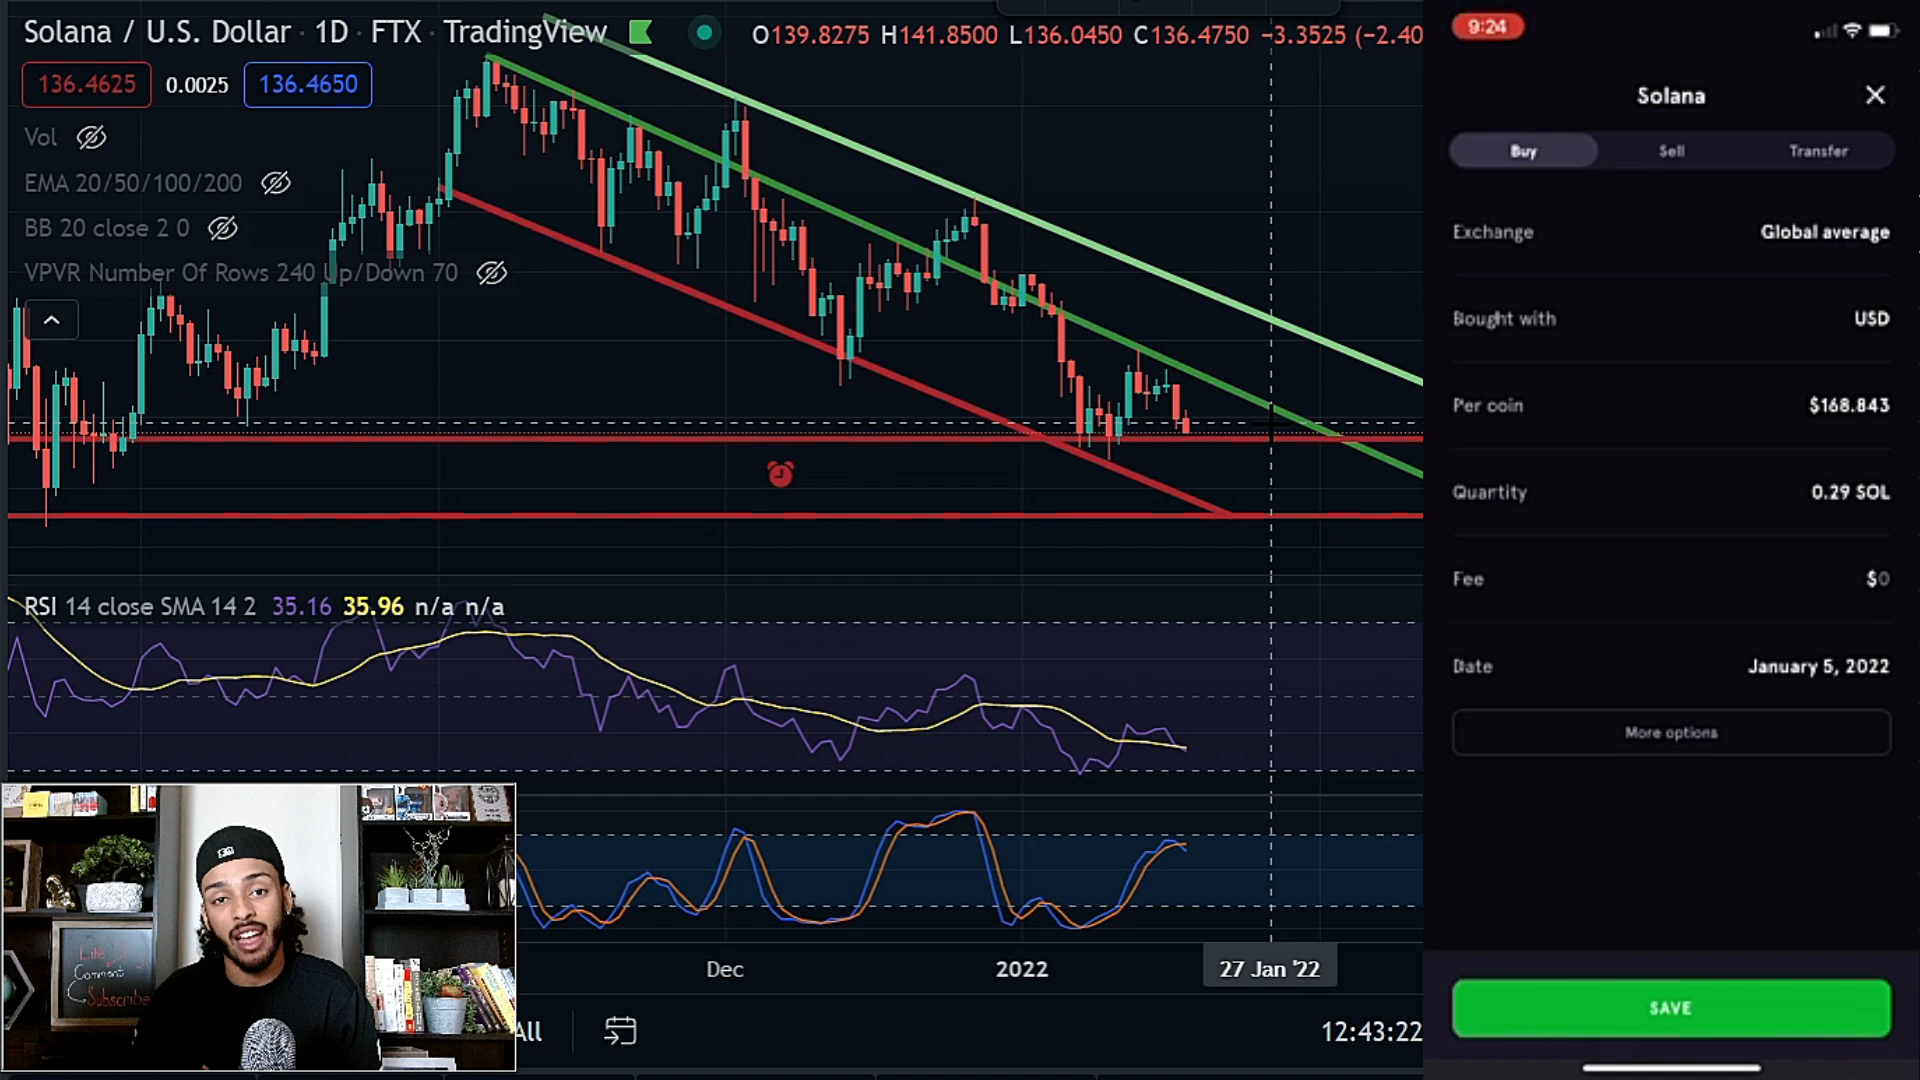 Solana / U.S. Dollar · 1D · FTX · TradingView
O139.8275 H141.8500 L136.0450 C136.4750 −3.3525 (−2.40
136.4625 0.0025 136.4650
Vol
EMA 20/50/100/200
BB 20 close 2 0
VPVR Number Of Rows 240 Up/Down 70
RSI 14 close SMA 14 2 35.16 35.96 n/a n/a
Dec 2022 27 Jan '22
All 12:43:22
Like
Comment
Subscribe
9:24
Solana
Buy Sell Transfer
Exchange Global average
Bought with USD
Per coin $168.843
Quartity 0.29 SOL
Fee $0
Date January 5, 2022
More options
SAVE